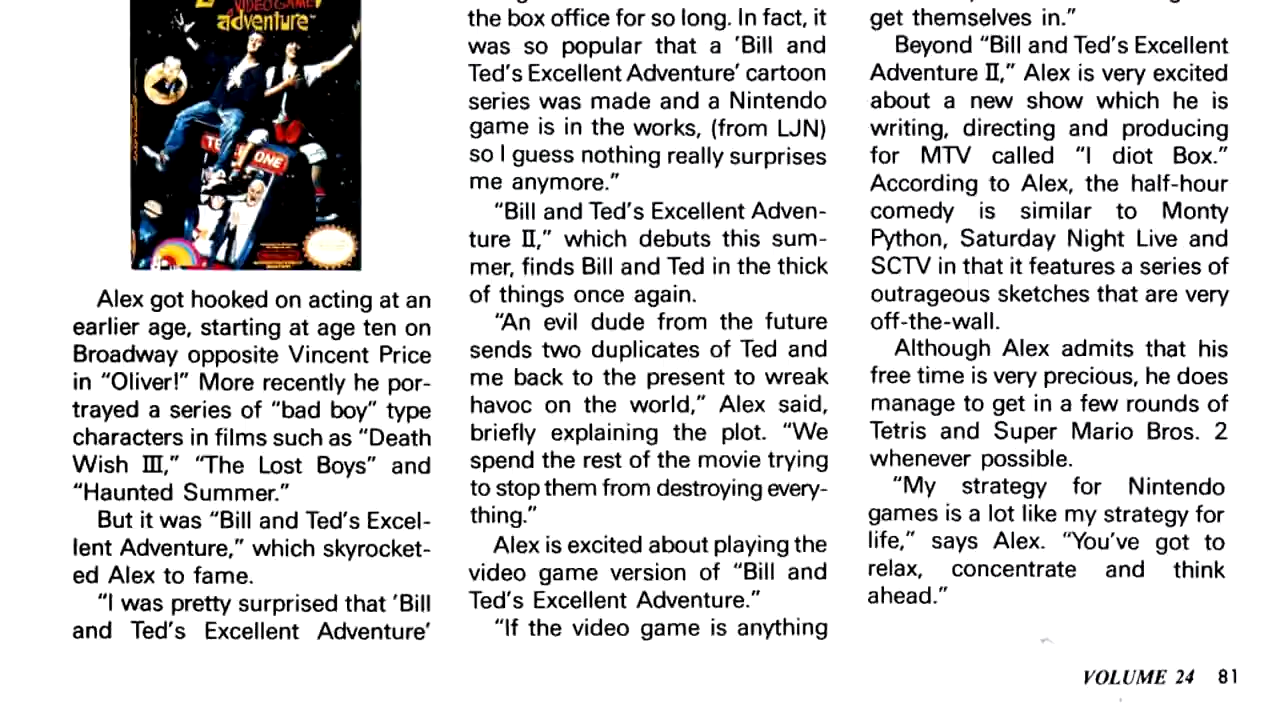 VIDEO GAME
adventure™
TELE ONE
Alex got hooked on acting at an
earlier age, starting at age ten on
Broadway opposite Vincent Price
in “Oliver!” More recently he por-
trayed a series of “bad boy” type
characters in films such as “Death
Wish III,” “The Lost Boys” and
“Haunted Summer.”
But it was “Bill and Ted’s Excel-
lent Adventure,” which skyrocket-
ed Alex to fame.
“I was pretty surprised that ‘Bill
and Ted’s Excellent Adventure’
the box office for so long. In fact, it
was so popular that a ‘Bill and
Ted’s Excellent Adventure’ cartoon
series was made and a Nintendo
game is in the works, (from LJN)
so I guess nothing really surprises
me anymore.”
“Bill and Ted’s Excellent Adven-
ture II,” which debuts this sum-
mer, finds Bill and Ted in the thick
of things once again.
“An evil dude from the future
sends two duplicates of Ted and
me back to the present to wreak
havoc on the world,” Alex said,
briefly explaining the plot. “We
spend the rest of the movie trying
to stop them from destroying every-
thing.”
Alex is excited about playing the
video game version of “Bill and
Ted’s Excellent Adventure.”
“If the video game is anything
get themselves in.”
Beyond “Bill and Ted’s Excellent
Adventure II,” Alex is very excited
about a new show which he is
writing, directing and producing
for MTV called “I diot Box.”
According to Alex, the half-hour
comedy is similar to Monty
Python, Saturday Night Live and
SCTV in that it features a series of
outrageous sketches that are very
off-the-wall.
Although Alex admits that his
free time is very precious, he does
manage to get in a few rounds of
Tetris and Super Mario Bros. 2
whenever possible.
“My strategy for Nintendo
games is a lot like my strategy for
life,” says Alex. “You’ve got to
relax, concentrate and think
ahead.”
VOLUME 24 81